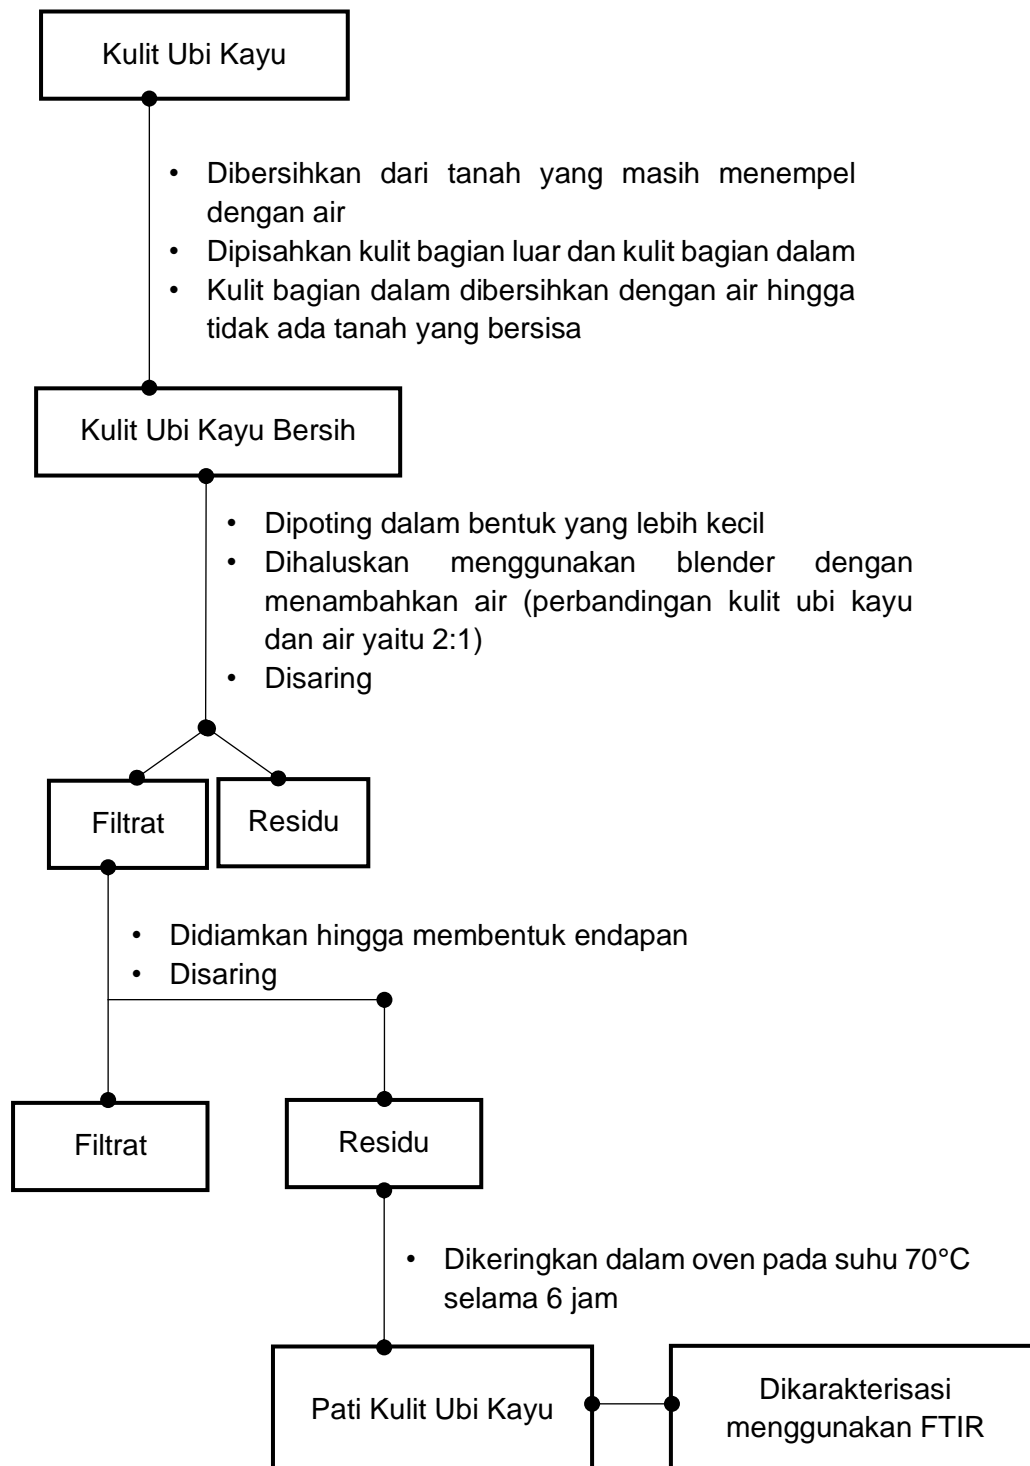 Kulit Ubi Kayu
• Dibersihkan dari tanah yang masih menempel
dengan air
• Dipisahkan kulit bagian luar dan kulit bagian dalam
• Kulit bagian dalam dibersihkan dengan air hingga
tidak ada tanah yang bersisa
Kulit Ubi Kayu Bersih
• Dipoting dalam bentuk yang lebih kecil
• Dihaluskan menggunakan blender dengan
menambahkan air (perbandingan kulit ubi kayu
dan air yaitu 2:1)
• Disaring
Filtrat
Residu
• Didiamkan hingga membentuk endapan
• Disaring
Filtrat
Residu
• Dikeringkan dalam oven pada suhu 70°C
selama 6 jam
Pati Kulit Ubi Kayu
Dikarakterisasi
menggunakan FTIR